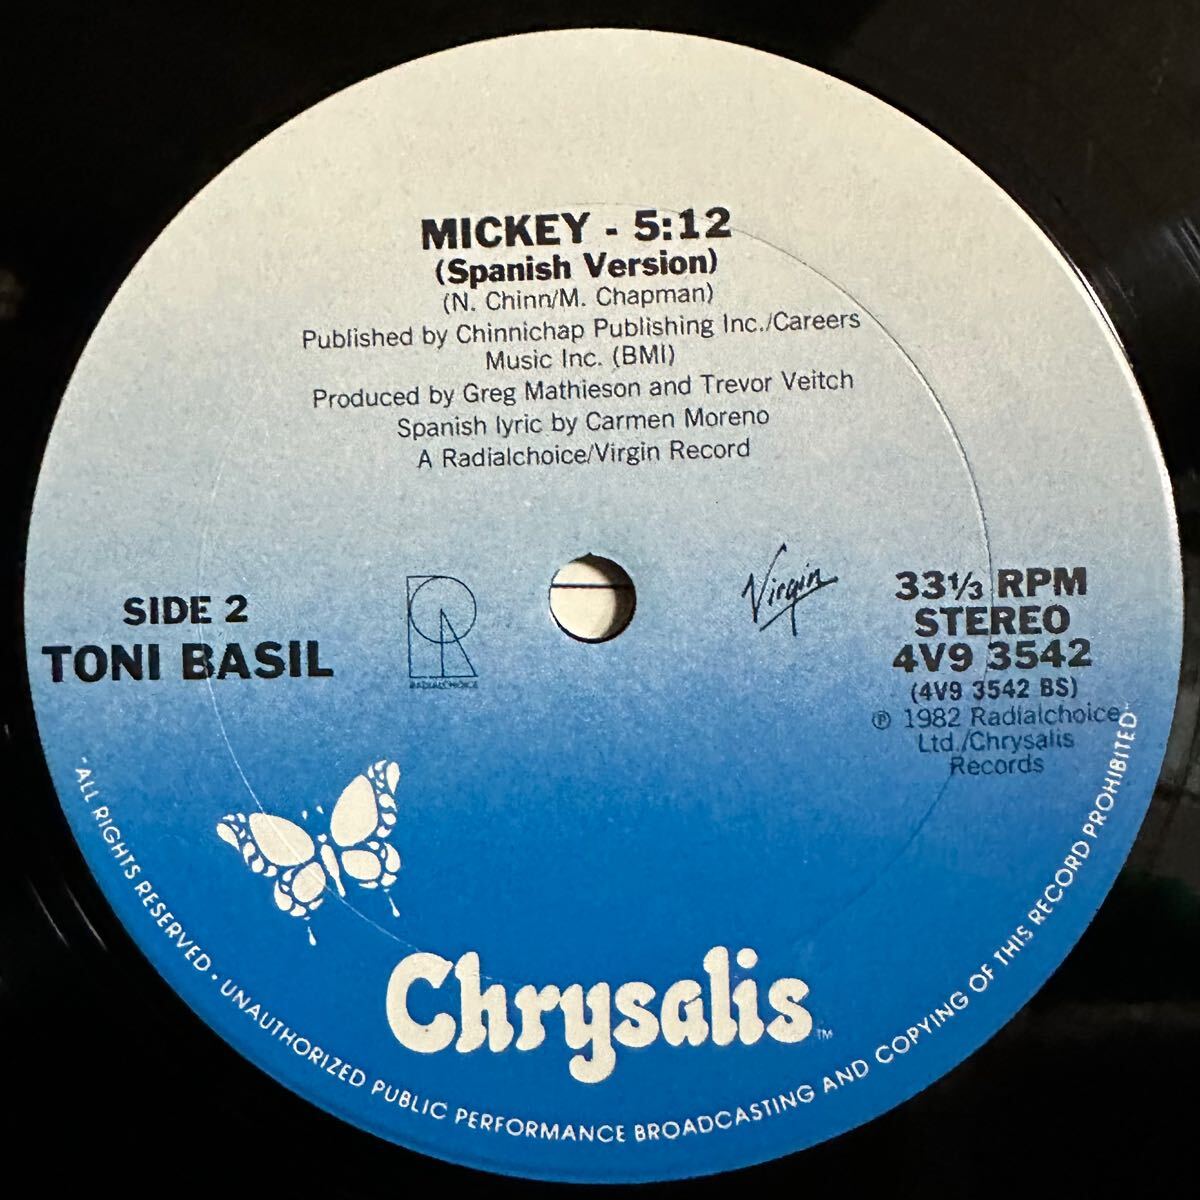 MICKEY - 5:12
(Spanish Version)
(N. Chinn/M. Chapman)
Published by Chinnichap Publishing Inc./Careers
Music Inc. (BMI)
Produced by Greg Mathieson and Trevor Veitch
Spanish lyric by Carmen Moreno
A Radialchoice/Virgin Record
SIDE 2
TONI BASIL
RADIALCHOICE
Virgin
33⅓ RPM
STEREO
4V9 3542
(4V9 3542 BS)
℗ 1982 Radialchoice
Ltd./Chrysalis
Records
Chrysalis™
"ALL RIGHTS RESERVED · UNAUTHORIZED PUBLIC PERFORMANCE BROADCASTING AND COPYING OF THIS RECORD PROHIBITED"